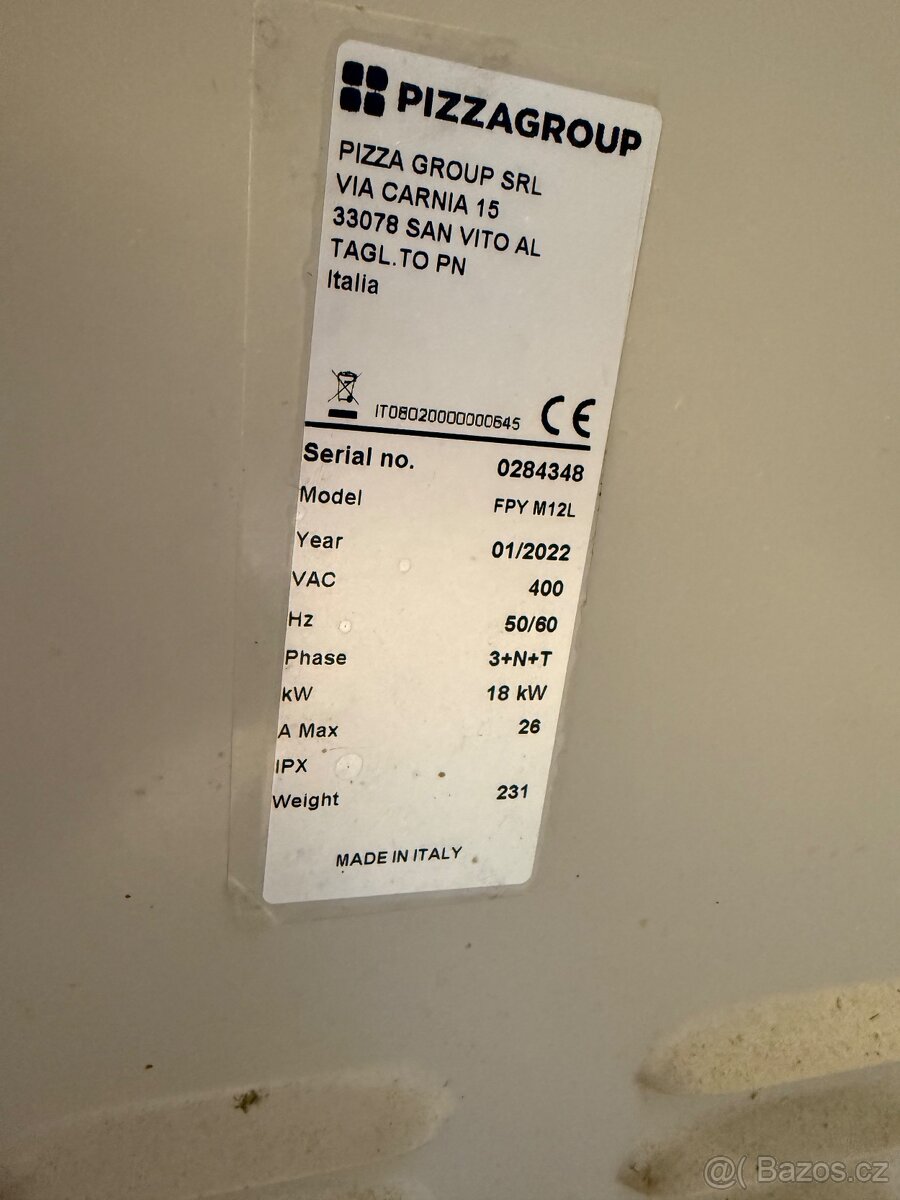 PIZZAGROUP
PIZZA GROUP SRL
VIA CARNIA 15
33078 SAN VITO AL
TAGL.TO PN
Italia
IT08020000000645 CE
Serial no. 0284348
Model FPY M12L
Year 01/2022
VAC 400
Hz 50/60
Phase 3+N+T
kW 18 kW
A Max 26
IPX
Weight 231
MADE IN ITALY
@( Bazos.cz